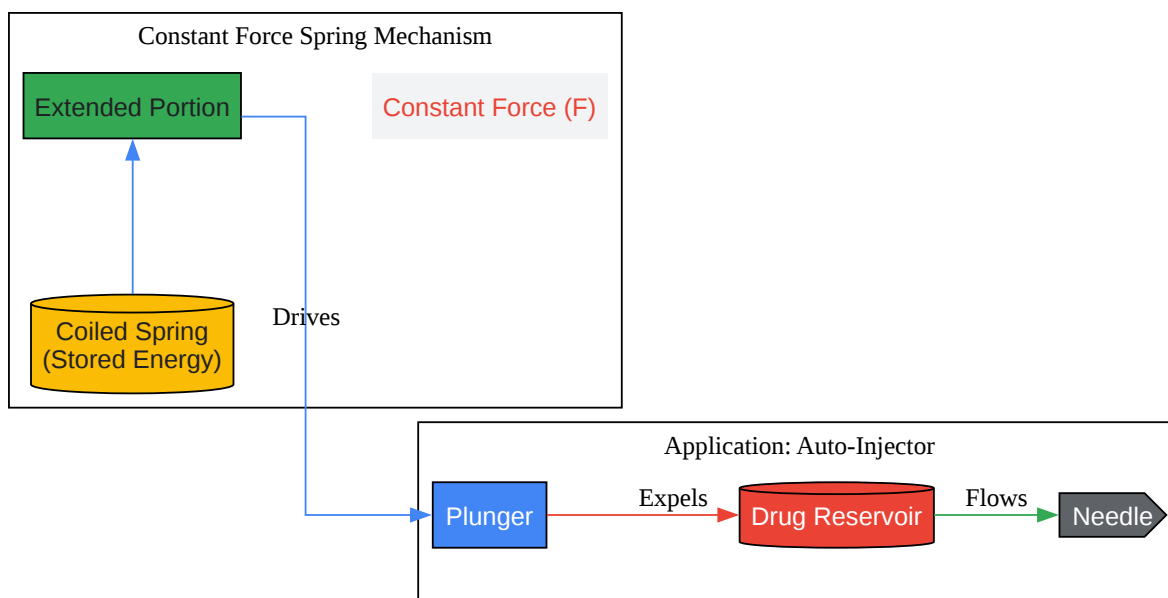 Constant Force Spring Mechanism
Extended Portion
Constant Force (F)
Coiled Spring
(Stored Energy)
Drives
Application: Auto-Injector
Plunger
Expels
Drug Reservoir
Flows
Needle